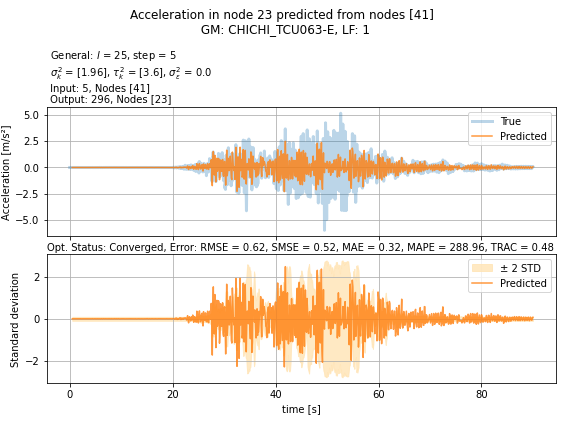 Acceleration in node 23 predicted from nodes [41]
GM: CHICHI_TCU063-E, LF: 1
General: l = 25, step = 5
σ²ₖ = [1.96], τ²ₖ = [3.6], σ²ε = 0.0
Input: 5, Nodes [41]
Output: 296, Nodes [23]
5.0
2.5
0.0
−2.5
−5.0
Acceleration [m/s²]
True
Predicted
Opt. Status: Converged, Error: RMSE = 0.62, SMSE = 0.52, MAE = 0.32, MAPE = 288.96, TRAC = 0.48
2
0
−2
Standard deviation
± 2 STD
Predicted
0 20 40 60 80
time [s]